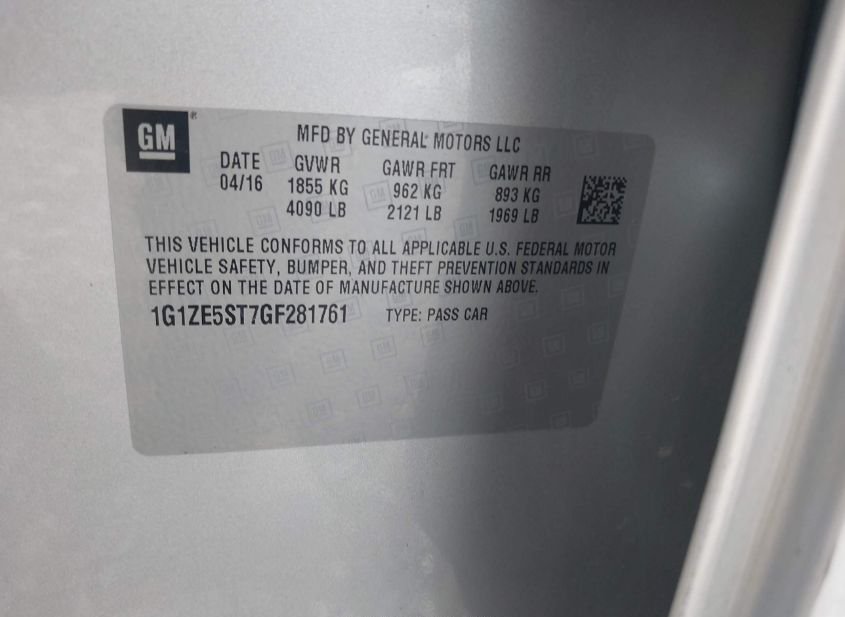 GM ®
MFD BY GENERAL MOTORS LLC
DATE GVWR GAWR FRT GAWR RR
04/16 1855 KG 962 KG 893 KG
4090 LB 2121 LB 1969 LB
THIS VEHICLE CONFORMS TO ALL APPLICABLE U.S. FEDERAL MOTOR
VEHICLE SAFETY, BUMPER, AND THEFT PREVENTION STANDARDS IN
EFFECT ON THE DATE OF MANUFACTURE SHOWN ABOVE.
1G1ZE5ST7GF281761 TYPE: PASS CAR